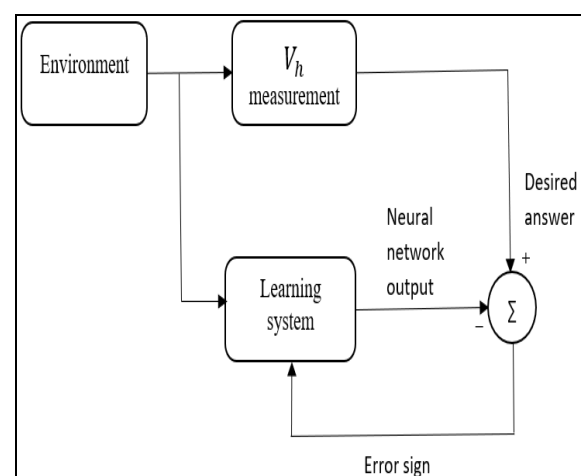 Environment
V_h
measurement
Desired
answer
Neural
network
output
+
Learning
system
−
Σ
Error sign